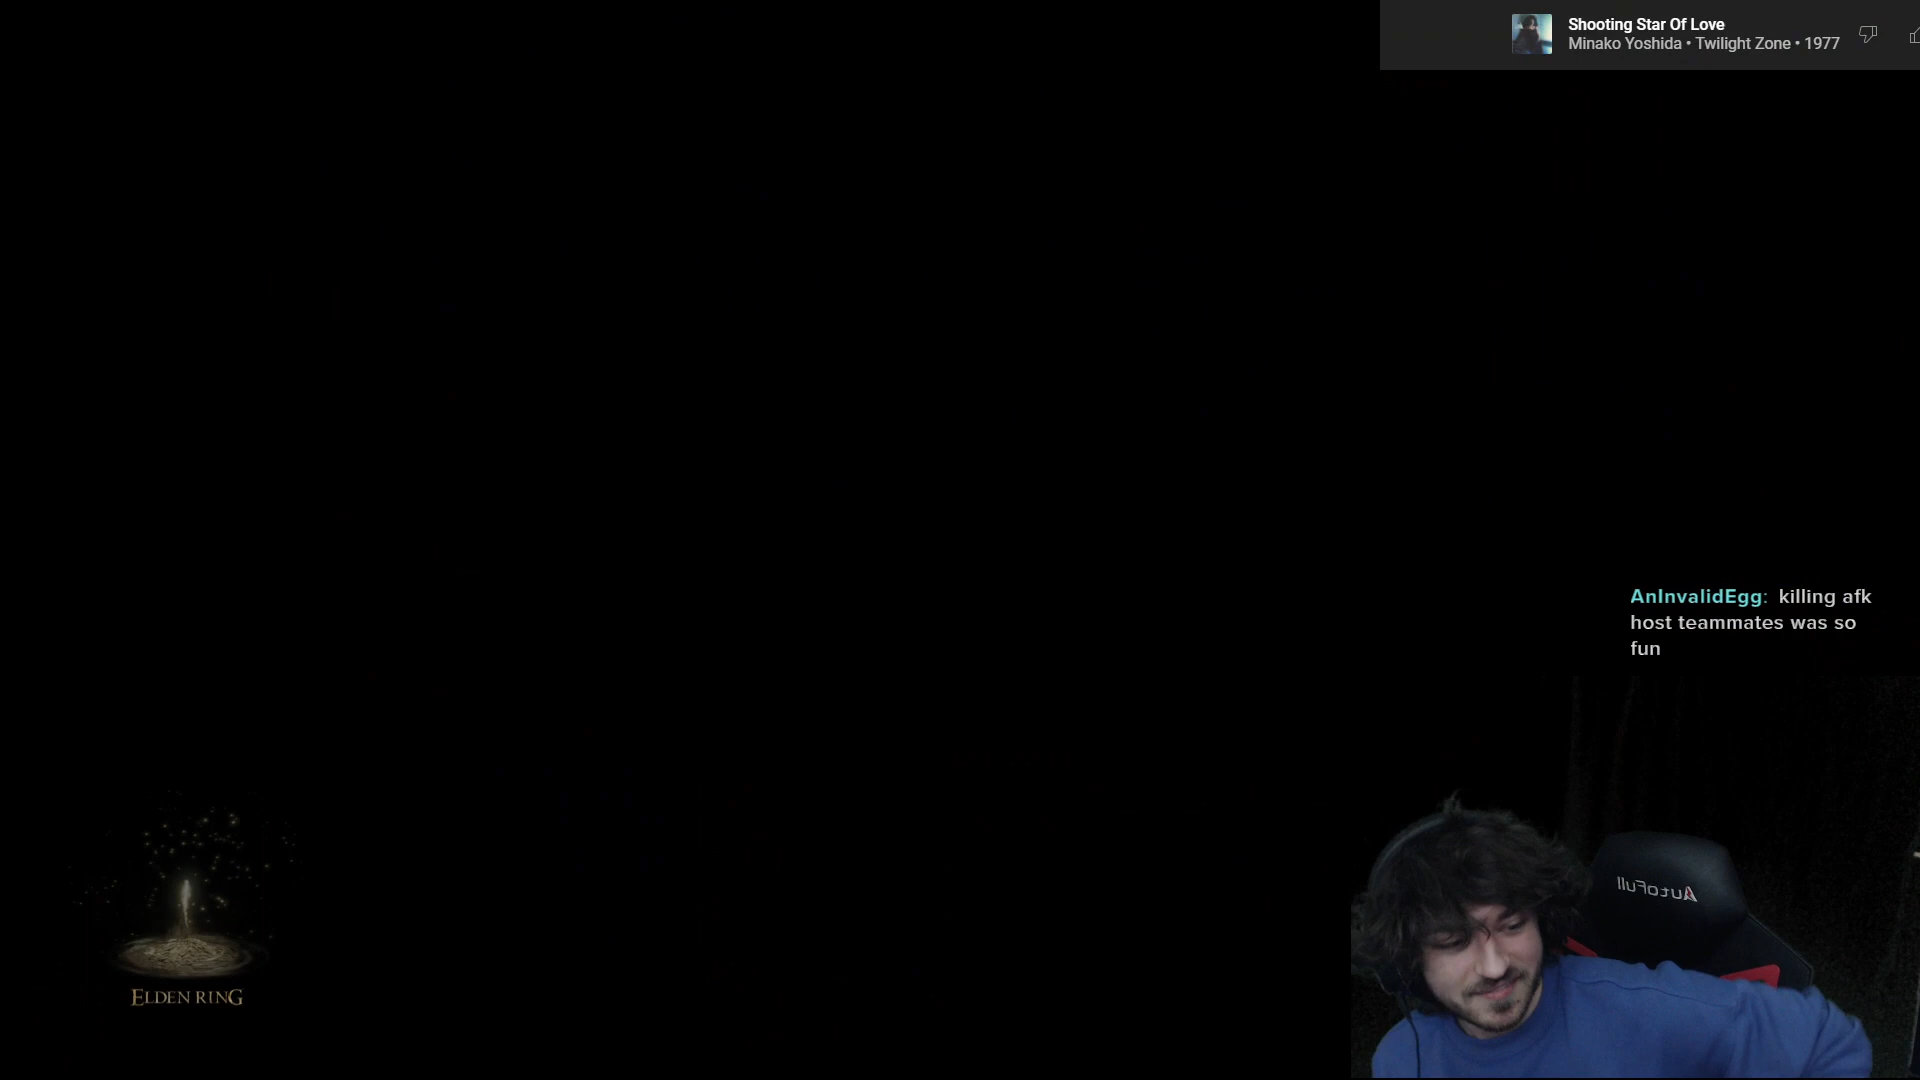 Shooting Star Of Love
Minako Yoshida • Twilight Zone • 1977
AnInvalidEgg: killing afk
host teammates was so
fun
AutoFull
ELDEN RING